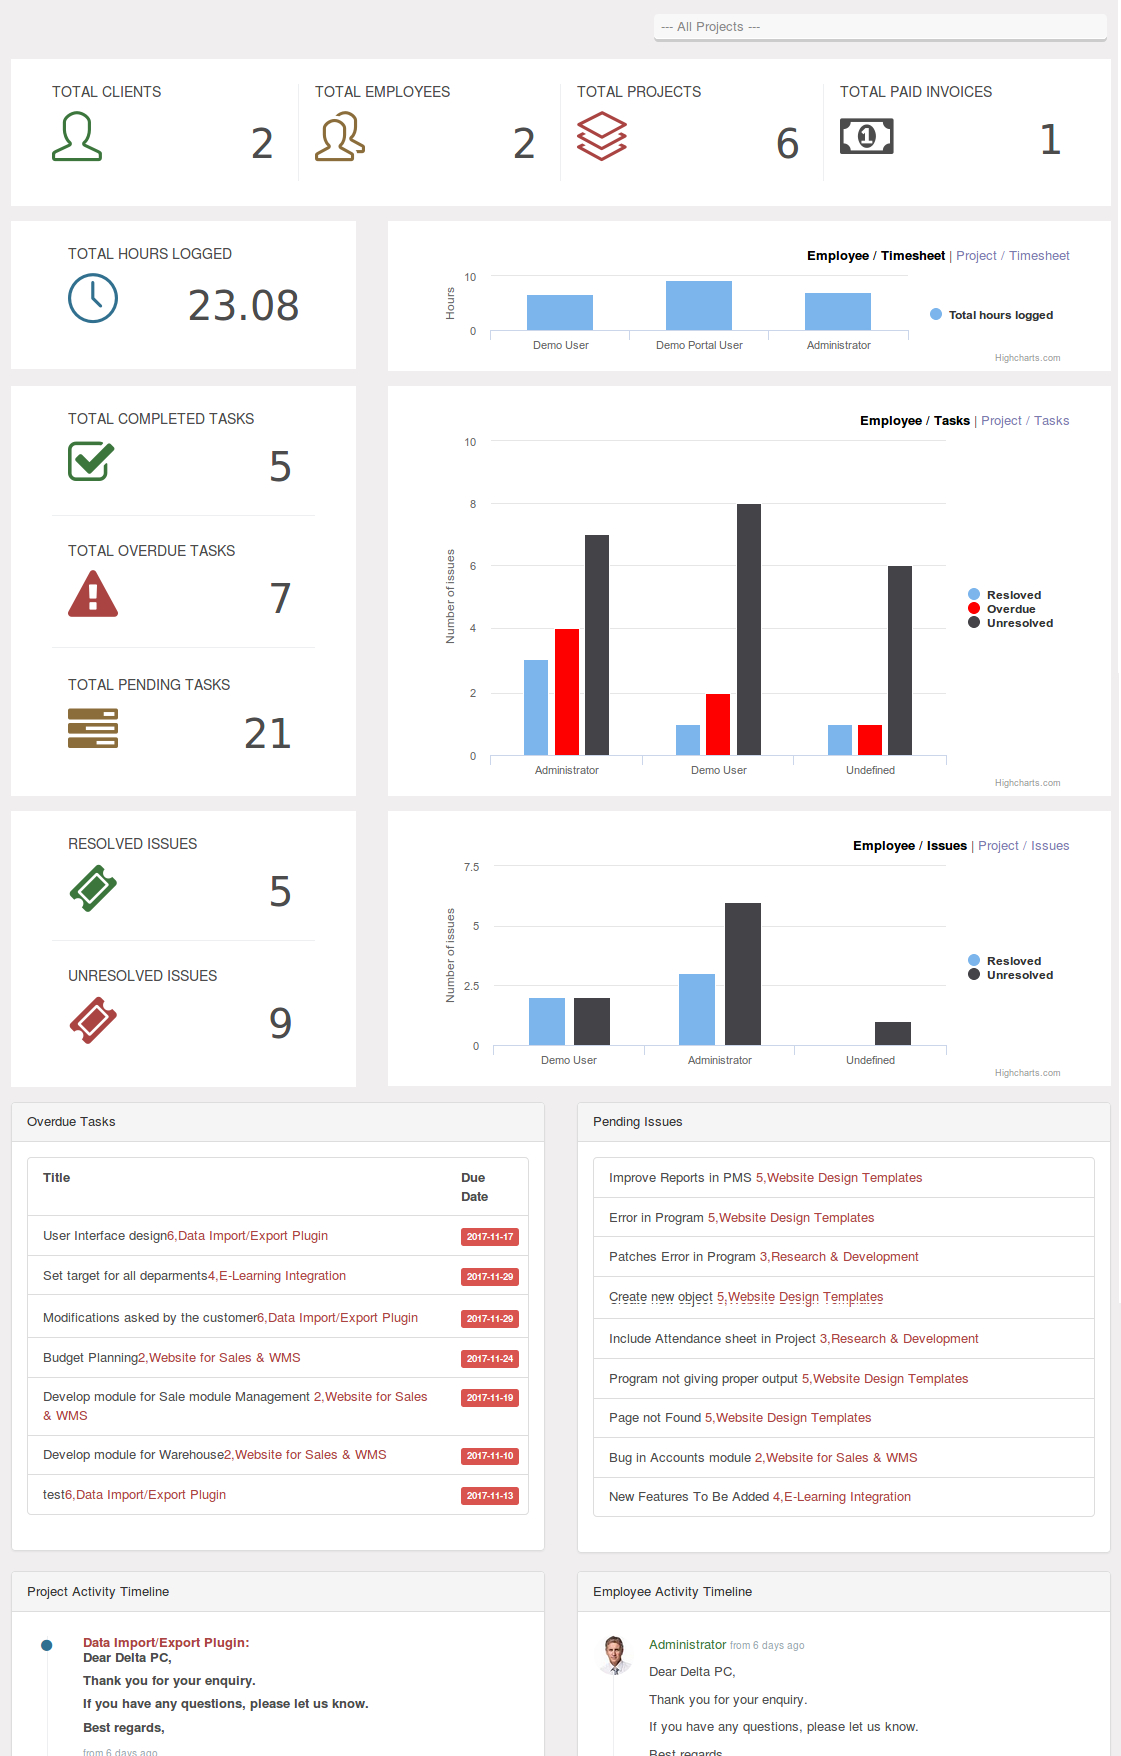 --- All Projects ---
TOTAL CLIENTS
2
TOTAL EMPLOYEES
2
TOTAL PROJECTS
6
TOTAL PAID INVOICES
1
TOTAL HOURS LOGGED
23.08
Employee / Timesheet | Project / Timesheet
Hours
10
0
Demo User
Demo Portal User
Administrator
Total hours logged
Highcharts.com
TOTAL COMPLETED TASKS
5
TOTAL OVERDUE TASKS
7
TOTAL PENDING TASKS
21
Employee / Tasks | Project / Tasks
Number of issues
10
8
6
4
2
0
Administrator
Demo User
Undefined
Resloved
Overdue
Unresolved
Highcharts.com
RESOLVED ISSUES
5
UNRESOLVED ISSUES
9
Employee / Issues | Project / Issues
Number of issues
7.5
5
2.5
0
Demo User
Administrator
Undefined
Resloved
Unresolved
Highcharts.com
Overdue Tasks
Title
Due Date
User Interface design6,Data Import/Export Plugin 2017-11-17
Set target for all deparments4,E-Learning Integration 2017-11-29
Modifications asked by the customer6,Data Import/Export Plugin 2017-11-29
Budget Planning2,Website for Sales & WMS 2017-11-24
Develop module for Sale module Management 2,Website for Sales 2017-11-19
& WMS
Develop module for Warehouse2,Website for Sales & WMS 2017-11-10
test6,Data Import/Export Plugin 2017-11-13
Pending Issues
Improve Reports in PMS 5,Website Design Templates
Error in Program 5,Website Design Templates
Patches Error in Program 3,Research & Development
Create new object 5,Website Design Templates
Include Attendance sheet in Project 3,Research & Development
Program not giving proper output 5,Website Design Templates
Page not Found 5,Website Design Templates
Bug in Accounts module 2,Website for Sales & WMS
New Features To Be Added 4,E-Learning Integration
Project Activity Timeline
Data Import/Export Plugin:
Dear Delta PC,
Thank you for your enquiry.
If you have any questions, please let us know.
Best regards,
from 6 days ago
Employee Activity Timeline
Administrator from 6 days ago
Dear Delta PC,
Thank you for your enquiry.
If you have any questions, please let us know.
Best regards